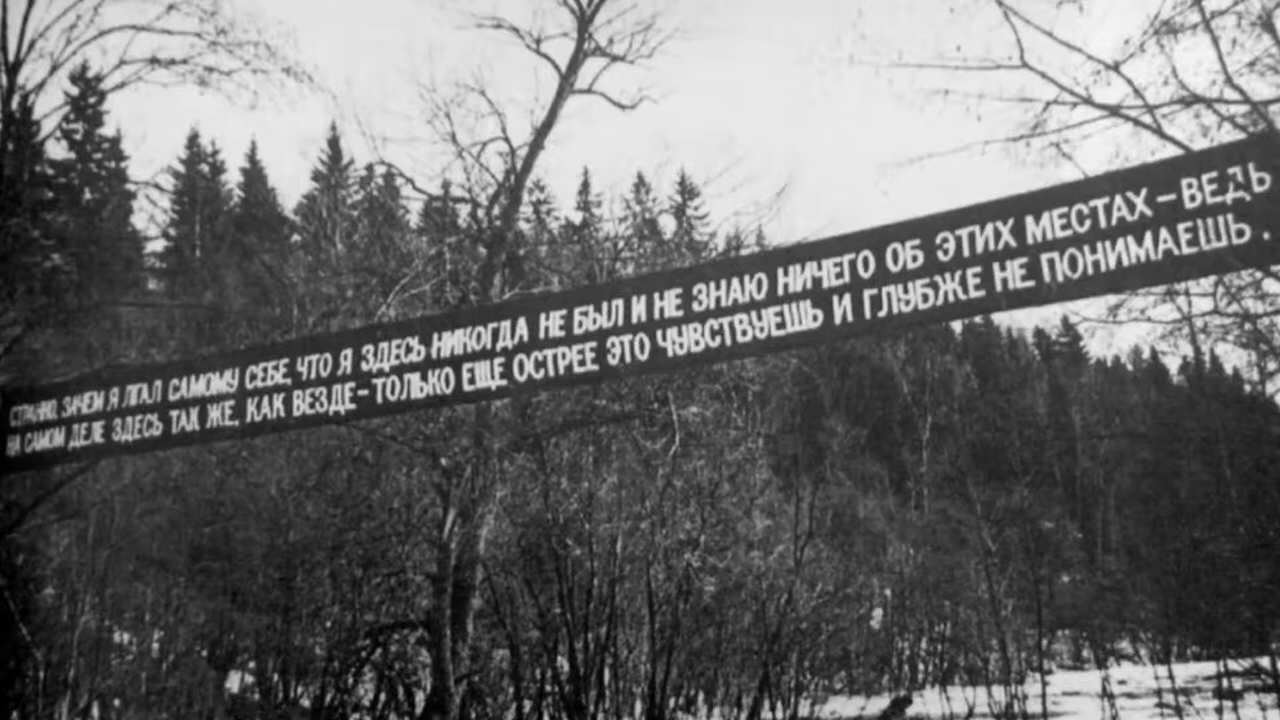 СТРАННО, ЗАЧЕМ Я ЛГАЛ САМОМУ СЕБЕ, ЧТО Я ЗДЕСЬ НИКОГДА НЕ БЫЛ И НЕ ЗНАЮ НИЧЕГО ОБ ЭТИХ МЕСТАХ – ВЕДЬ
НА САМОМ ДЕЛЕ ЗДЕСЬ ТАК ЖЕ, КАК ВЕЗДЕ – ТОЛЬКО ЕЩЕ ОСТРЕЕ ЭТО ЧУВСТВУЕШЬ И ГЛУБЖЕ НЕ ПОНИМАЕШЬ.